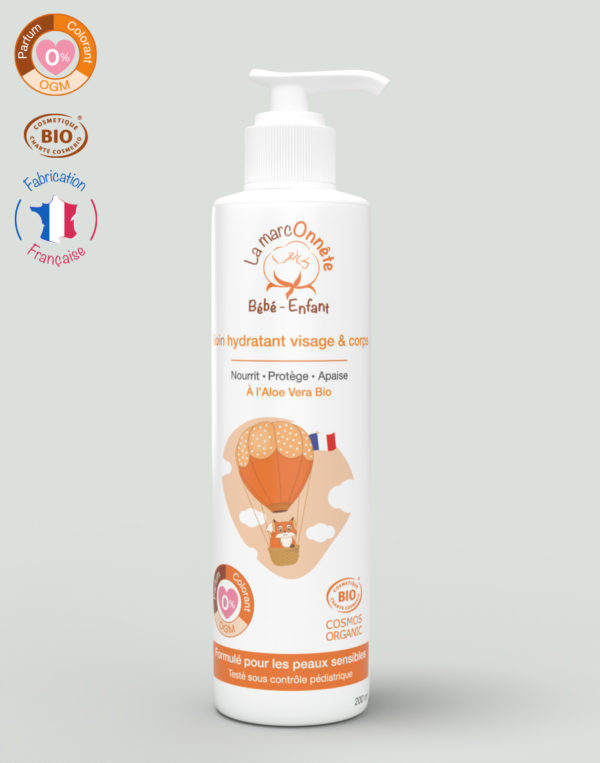 Parfum Colorant
0%
OGM
COSMETIQUE
BIO
CHARTE COSMEBIO
Fabrication
Française
La marcOnnête
Bébé - Enfant
Soin hydratant visage & corps
Nourrit • Protège • Apaise
À l'Aloe Vera Bio
Colorant
0%
OGM
COSMETIQUE
BIO
CHARTE COSMEBIO
COSMOS
ORGANIC
Formulé pour les peaux sensibles
Testé sous contrôle pédiatrique
200 m